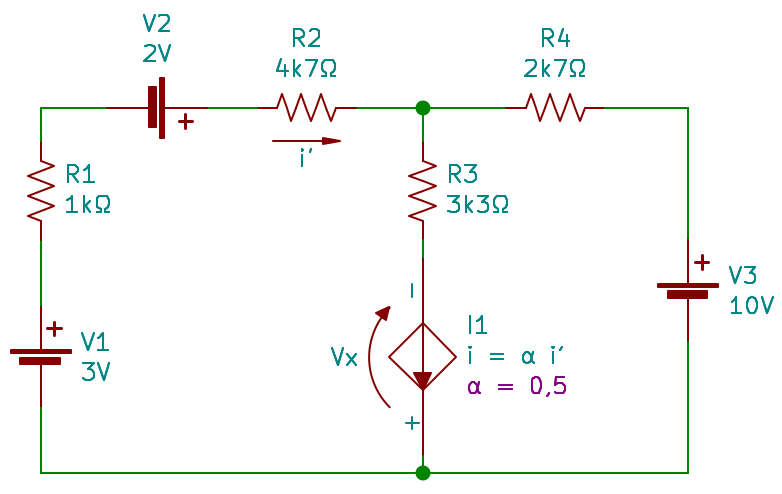 V2
2V
R2
4k7Ω
R4
2k7Ω
+
i′
R1
1kΩ
R3
3k3Ω
+
V3
10V
+
V1
3V
Vx
I1
i = α i′
α = 0,5
+